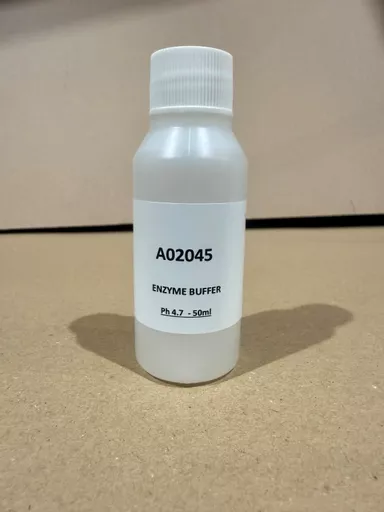 A02045
ENZYME BUFFER
Ph 4.7 - 50ml